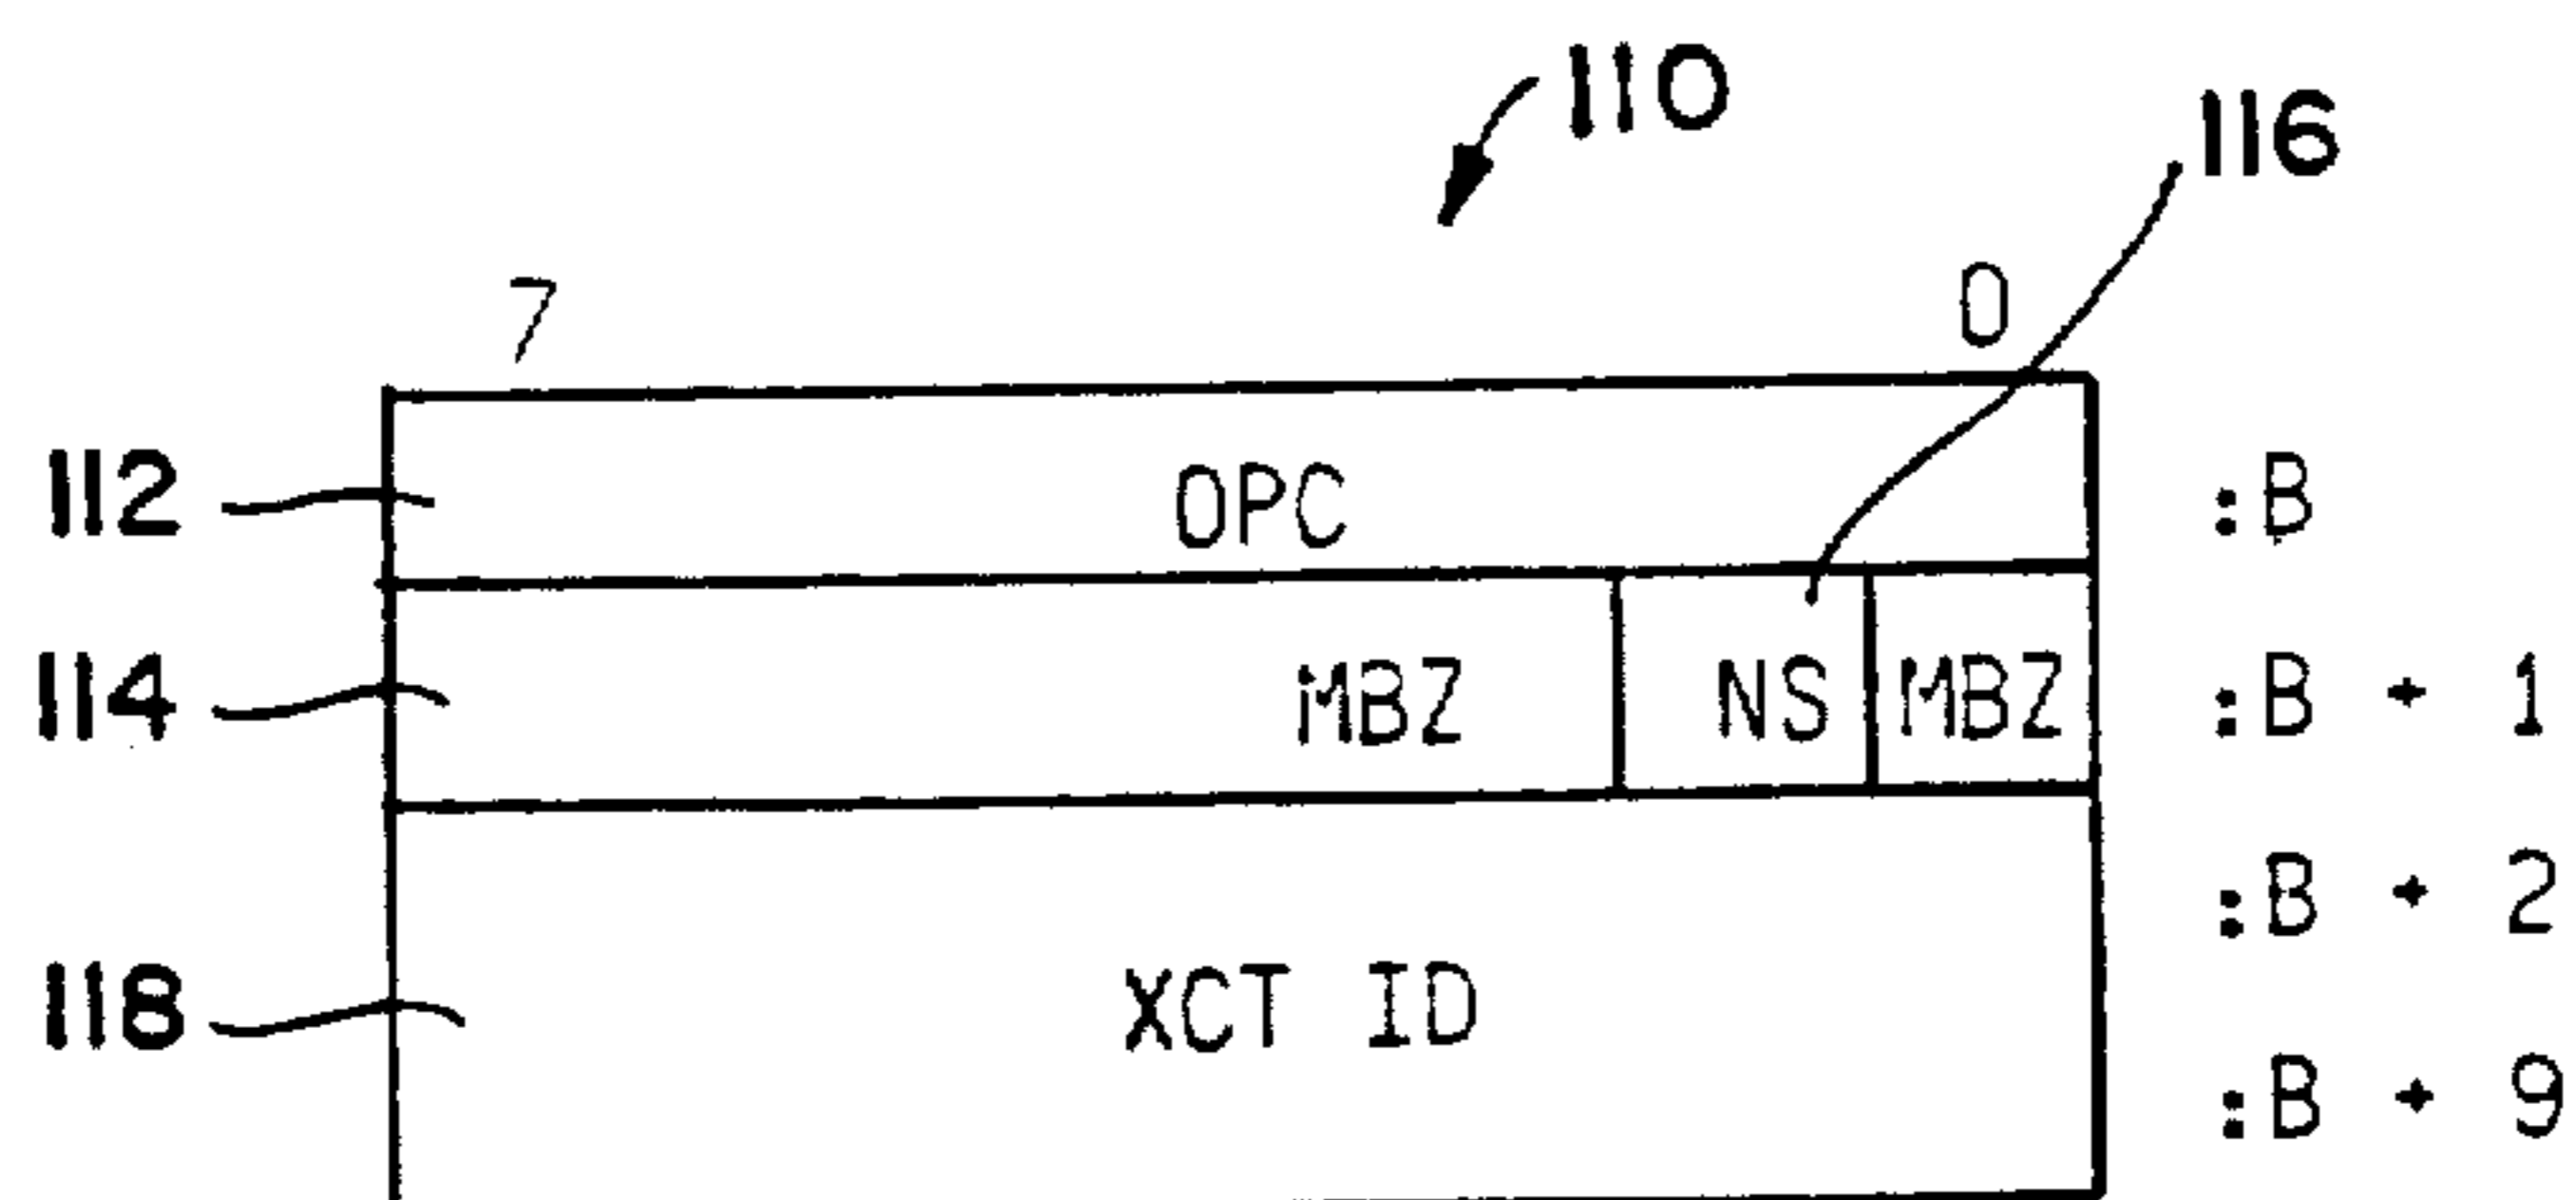 110
116
7 0
112 OPC :B
114 MBZ NS MBZ :B + 1
:B + 2
118 XCT ID
:B + 9